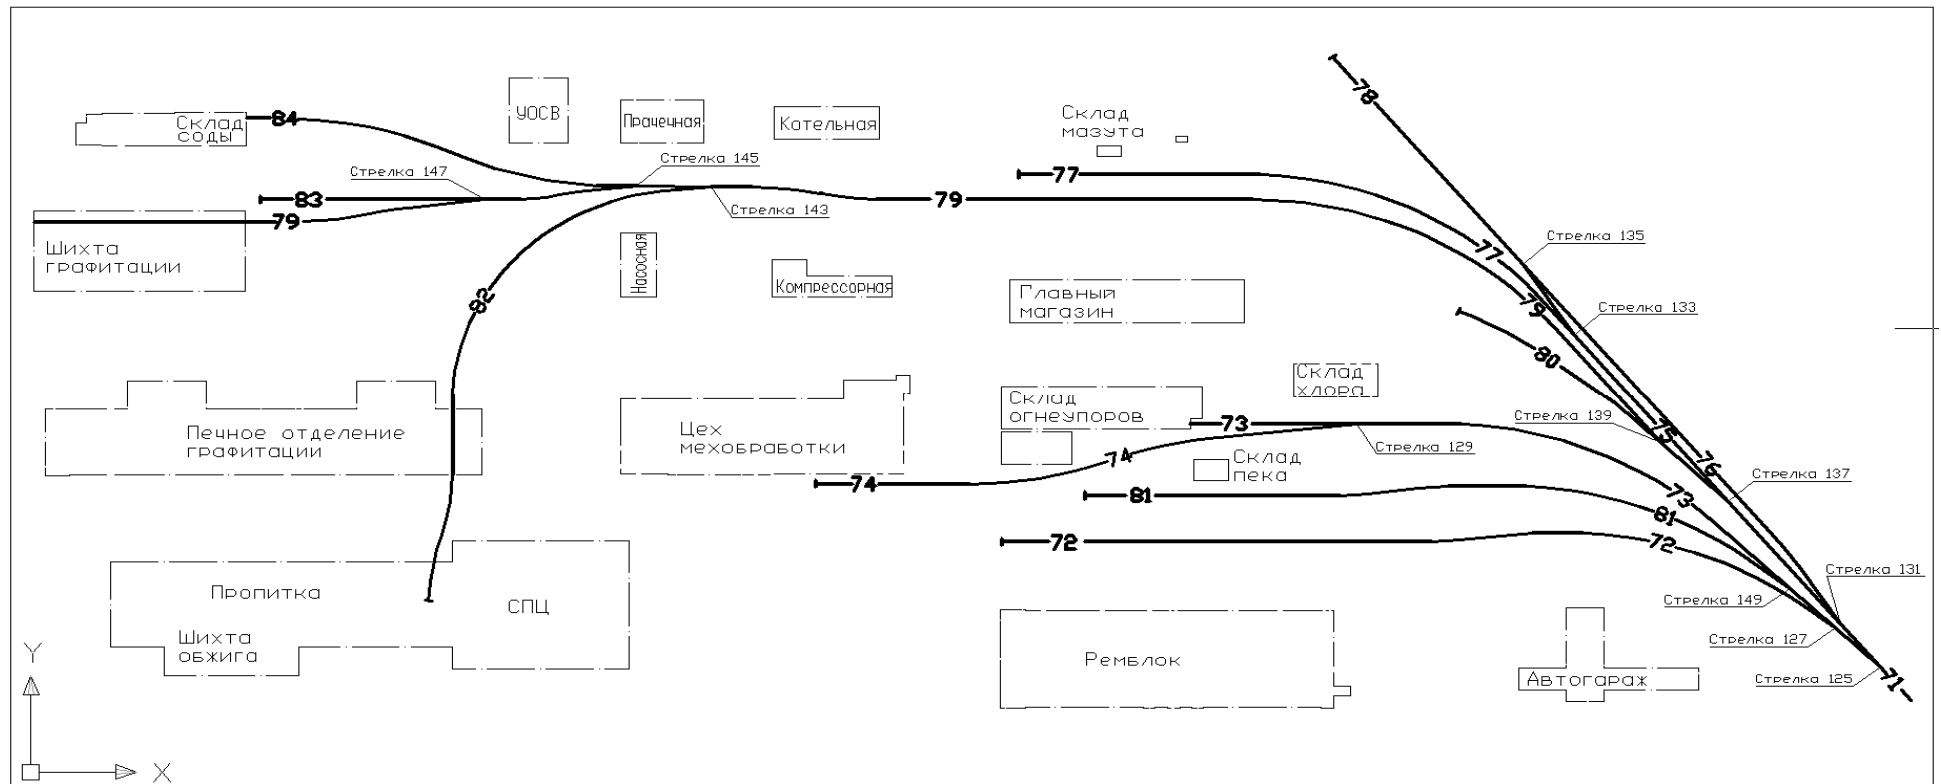 78
84
Склад
соды
УОСВ
Прачечная
Котельная
Склад
мазута
Стрелка 145
Стрелка 147
77
83
79
Стрелка 143
79
79
Шихта
графитации
Насосная
Компрессорная
82
Главный
магазин
77
Стрелка 135
79
Стрелка 133
80
Склад
хлора
Склад
огнеупоров
73
Стрелка 139
75
76
Стрелка 129
Печное отделение
графитации
Цех
мехобработки
74
Склад
пека
74
81
73
81
Стрелка 137
72
72
Стрелка 131
Пропитка
СПЦ
Стрелка 149
Шихта
обжига
Стрелка 127
Ремблок
Автогараж
Стрелка 125
71
Y
X